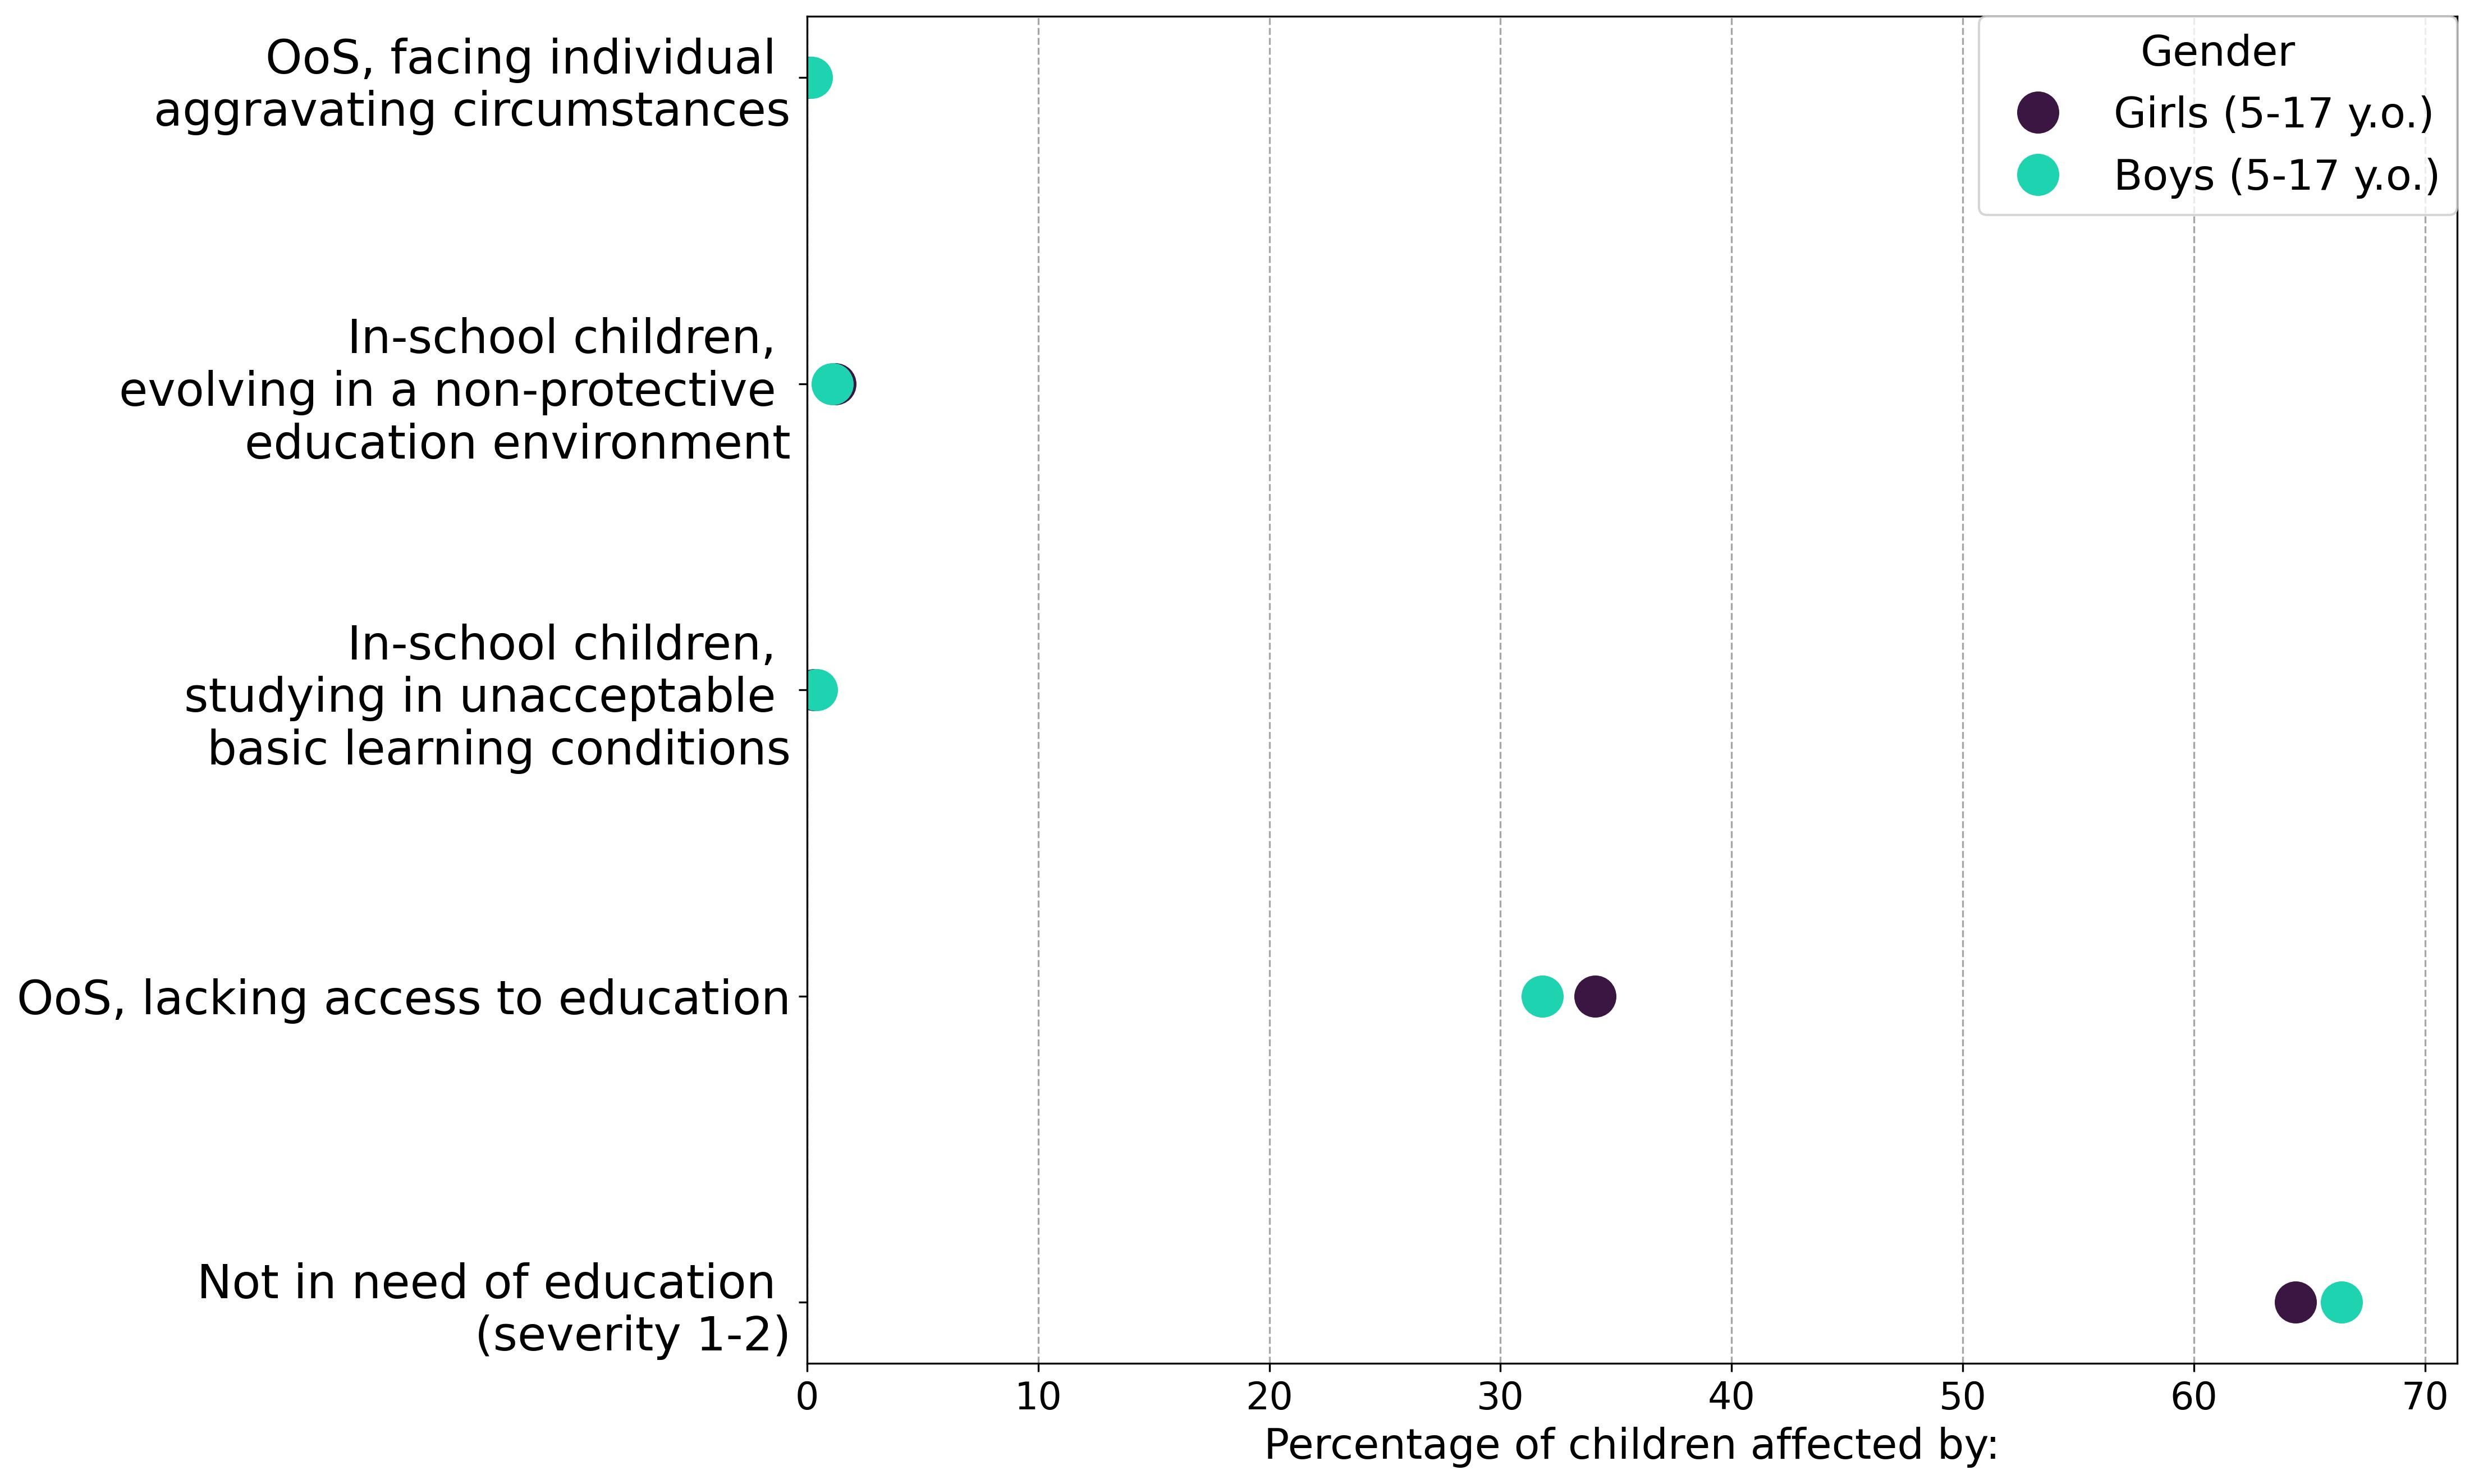 OoS, facing individual
aggravating circumstances
In-school children,
evolving in a non-protective
education environment
In-school children,
studying in unacceptable
basic learning conditions
OoS, lacking access to education
Not in need of education
(severity 1-2)
Gender
Girls (5-17 y.o.)
Boys (5-17 y.o.)
0 10 20 30 40 50 60 70
Percentage of children affected by: